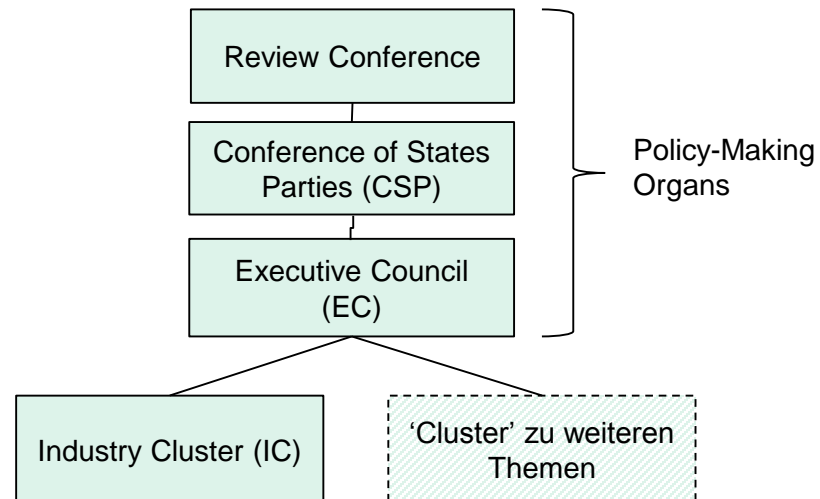 Review Conference
Conference of States
Parties (CSP)
Policy-Making
Organs
Executive Council
(EC)
Industry Cluster (IC)
‘Cluster’ zu weiteren
Themen